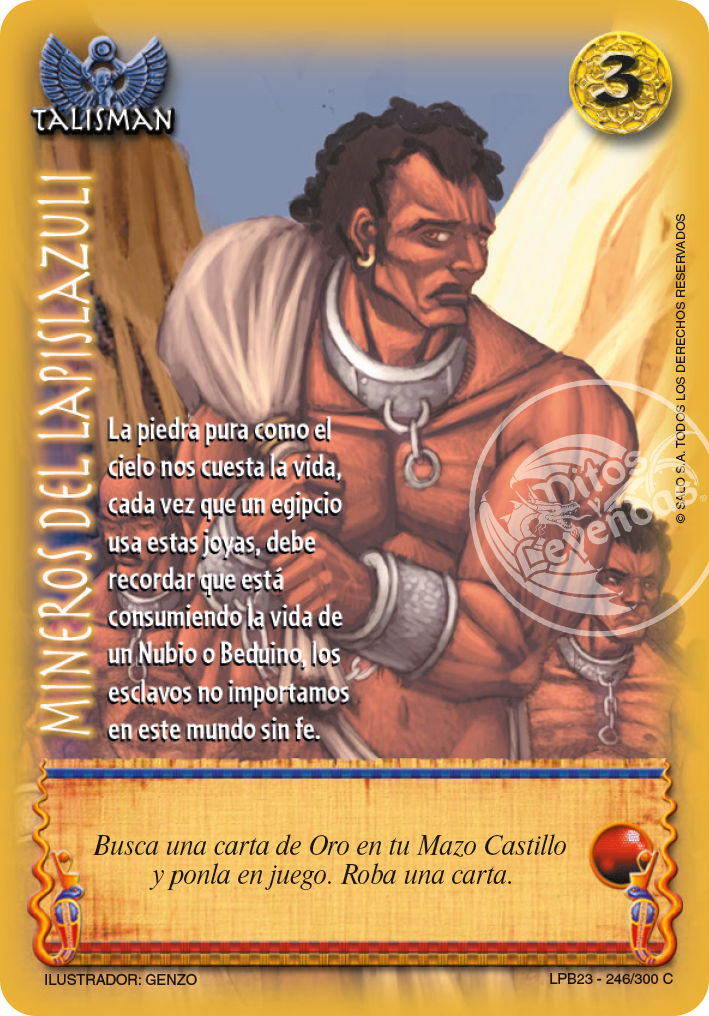 TALISMAN
3
MINEROS DEL LAPISLAZULI
La piedra pura como el
cielo nos cuesta la vida,
cada vez que un egipcio
usa estas joyas, debe
recordar que está
consumiendo la vida de
un Nubio o Beduino, los
esclavos no importamos
en este mundo sin fe.
© SALO S.A. TODOS LOS DERECHOS RESERVADOS
Mitos
y
Leyendas®
Busca una carta de Oro en tu Mazo Castillo
y ponla en juego. Roba una carta.
ILUSTRADOR: GENZO
LPB23 - 246/300 C